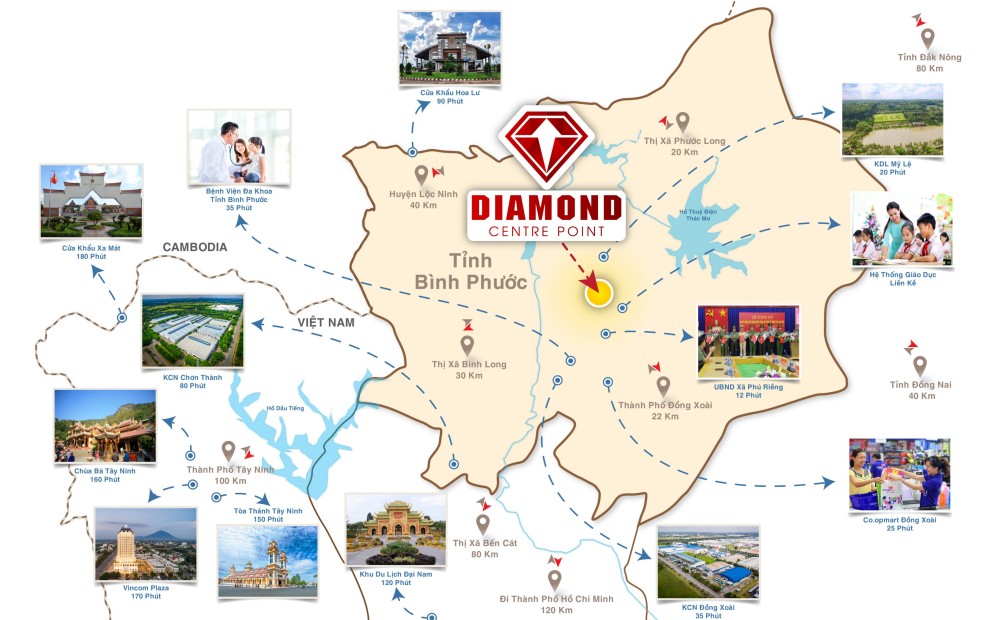 Cửa Khẩu Hoa Lư
90 Phút
Tỉnh Đắk Nông
80 Km
Bệnh Viện Đa Khoa
Tỉnh Bình Phước
35 Phút
Thị Xã Phước Long
20 Km
KDL Mỹ Lệ
20 Phút
Huyện Lộc Ninh
40 Km
DIAMOND
CENTRE POINT
Hồ Thuỷ Điện
Thác Mơ
Cửa Khẩu Xa Mát
180 Phút
CAMBODIA
Tỉnh
Bình Phước
Hệ Thống Giáo Dục
Liền Kề
VIỆT NAM
KCN Chơn Thành
80 Phút
Thị Xã Bình Long
30 Km
UBND Xã Phú Riềng
12 Phút
Tỉnh Đồng Nai
40 Km
Thành Phố Đồng Xoài
22 Km
Hồ Dầu Tiếng
Chùa Bà Tây Ninh
160 Phút
Thành Phố Tây Ninh
100 Km
Tòa Thánh Tây Ninh
150 Phút
Co.opmart Đồng Xoài
25 Phút
Thị Xã Bến Cát
80 Km
Khu Du Lịch Đại Nam
120 Phút
Vincom Plaza
170 Phút
Đi Thành Phố Hồ Chí Minh
120 Km
KCN Đồng Xoài
35 Phút